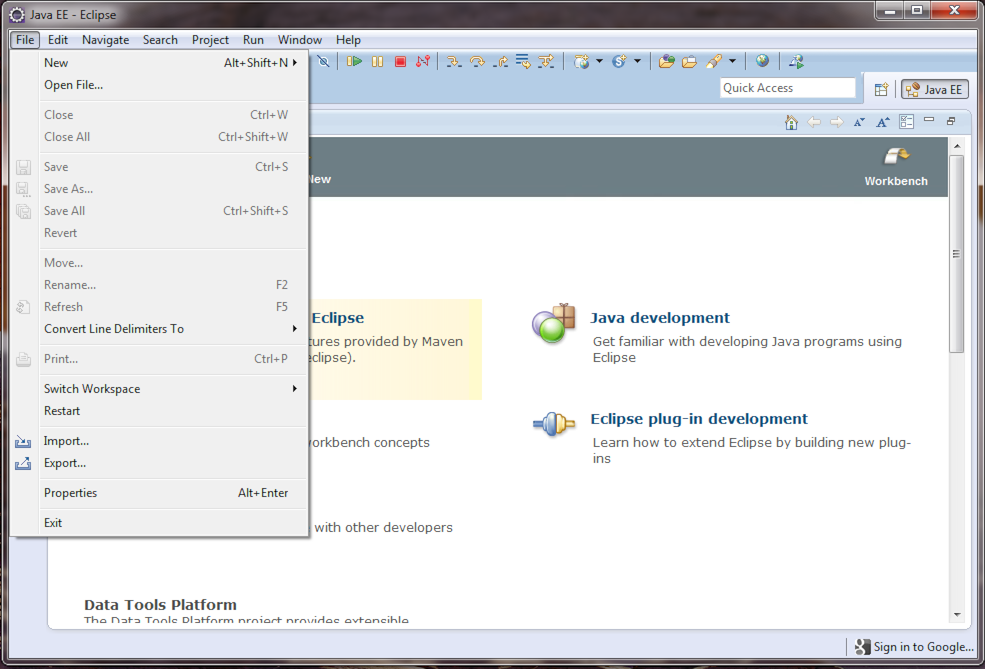 Java EE - Eclipse
File Edit Navigate Search Project Run Window Help
New Alt+Shift+N
Open File...
Close Ctrl+W
Close All Ctrl+Shift+W
Save Ctrl+S
Save As...
Save All Ctrl+Shift+S
Revert
Move...
Rename... F2
Refresh F5
Convert Line Delimiters To
Print... Ctrl+P
Switch Workspace
Restart
Import...
Export...
Properties Alt+Enter
Exit
Quick Access
Java EE
New
Workbench
Eclipse
tures provided by Maven
eclipse).
Java development
Get familiar with developing Java programs using
Eclipse
Eclipse plug-in development
Learn how to extend Eclipse by building new plug-
ins
workbench concepts
with other developers
Data Tools Platform
The Data Tools Platform project provides extensible
Sign in to Google...